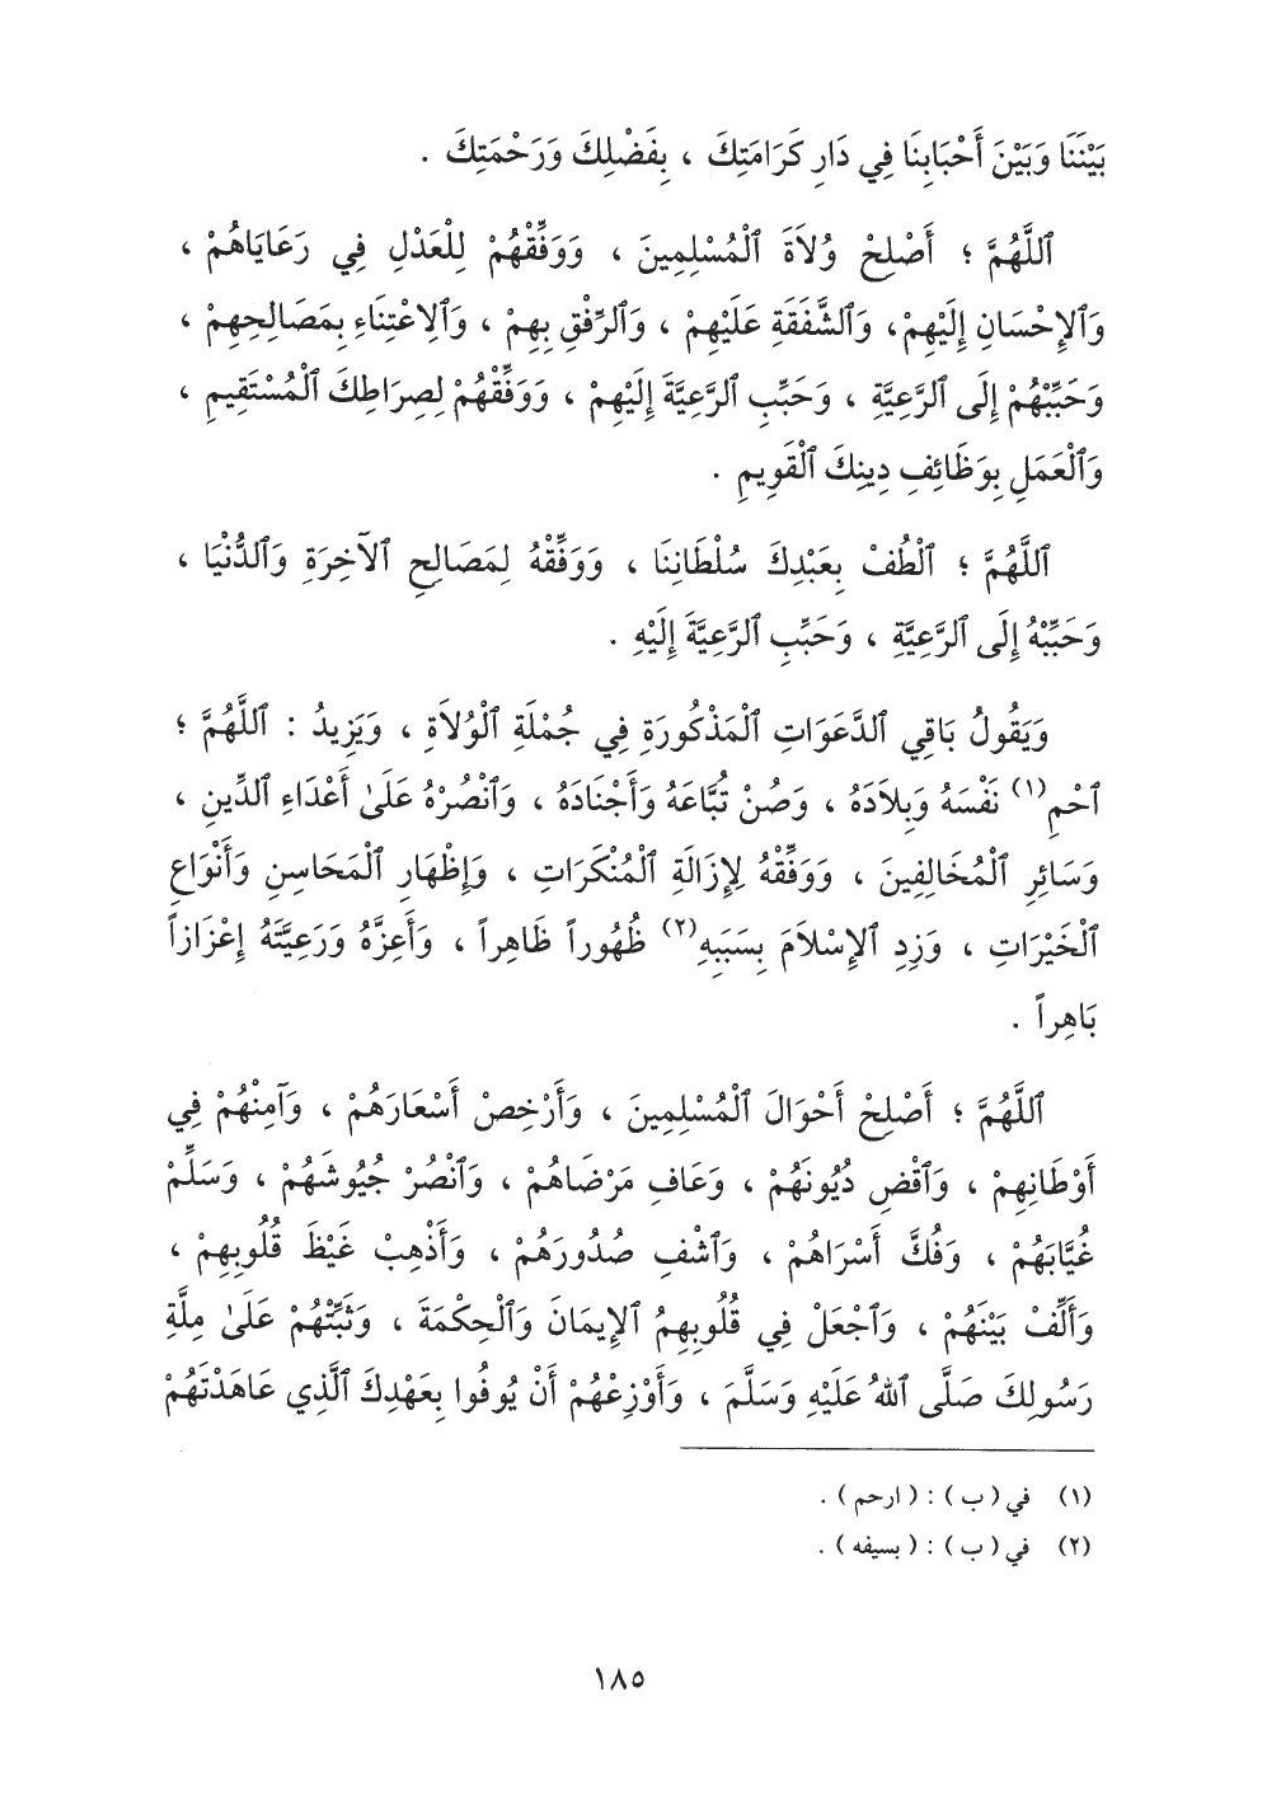 بَيْنَنَا وَبَيْنَ أَحْبَابِنَا فِي دَارِ كَرَامَتِكَ ، بِفَضْلِكَ وَرَحْمَتِكَ .
ٱللَّهُمَّ ؛ أَصْلِحْ وُلاَةَ ٱلْمُسْلِمِينَ ، وَوَفِّقْهُمْ لِلْعَدْلِ فِي رَعَايَاهُمْ ،
وَٱلإِحْسَانِ إِلَيْهِمْ ، وَٱلشَّفَقَةِ عَلَيْهِمْ ، وَٱلرِّفْقِ بِهِمْ ، وَٱلِاعْتِنَاءِ بِمَصَالِحِهِمْ ،
وَحَبِّبْهُمْ إِلَى ٱلرَّعِيَّةِ ، وَحَبِّبِ ٱلرَّعِيَّةَ إِلَيْهِمْ ، وَوَفِّقْهُمْ لِصِرَاطِكَ ٱلْمُسْتَقِيمِ ،
وَٱلْعَمَلِ بِوَظَائِفِ دِينِكَ ٱلْقَوِيمِ .
ٱللَّهُمَّ ؛ ٱلْطُفْ بِعَبْدِكَ سُلْطَانِنَا ، وَوَفِّقْهُ لِمَصَالِحِ ٱلآخِرَةِ وَٱلدُّنْيَا ،
وَحَبِّبْهُ إِلَى ٱلرَّعِيَّةِ ، وَحَبِّبِ ٱلرَّعِيَّةَ إِلَيْهِ .
وَيَقُولُ بَاقِي ٱلدَّعَوَاتِ ٱلْمَذْكُورَةِ فِي جُمْلَةِ ٱلْوُلاَةِ ، وَيَزِيدُ : ٱللَّهُمَّ ؛
ٱحْمِ(١) نَفْسَهُ وَبِلاَدَهُ ، وَصُنْ تُبَّاعَهُ وَأَجْنَادَهُ ، وَٱنْصُرْهُ عَلَىٰ أَعْدَاءِ ٱلدِّينِ ،
وَسَائِرِ ٱلْمُخَالِفِينَ ، وَوَفِّقْهُ لِإِزَالَةِ ٱلْمُنْكَرَاتِ ، وَإِظْهَارِ ٱلْمَحَاسِنِ وَأَنْوَاعِ
ٱلْخَيْرَاتِ ، وَزِدِ ٱلإِسْلاَمَ بِسَبَبِهِ(٢) ظُهُوراً ظَاهِراً ، وَأَعِزَّهُ وَرَعِيَّتَهُ إِعْزَازاً
بَاهِراً .
ٱللَّهُمَّ ؛ أَصْلِحْ أَحْوَالَ ٱلْمُسْلِمِينَ ، وَأَرْخِصْ أَسْعَارَهُمْ ، وَآمِنْهُمْ فِي
أَوْطَانِهِمْ ، وَٱقْضِ دُيُونَهُمْ ، وَعَافِ مَرْضَاهُمْ ، وَٱنْصُرْ جُيُوشَهُمْ ، وَسَلِّمْ
غُيَّابَهُمْ ، وَفُكَّ أَسْرَاهُمْ ، وَٱشْفِ صُدُورَهُمْ ، وَأَذْهِبْ غَيْظَ قُلُوبِهِمْ ،
وَأَلِّفْ بَيْنَهُمْ ، وَٱجْعَلْ فِي قُلُوبِهِمُ ٱلإِيمَانَ وَٱلْحِكْمَةَ ، وَثَبِّتْهُمْ عَلَىٰ مِلَّةِ
رَسُولِكَ صَلَّى ٱللهُ عَلَيْهِ وَسَلَّمَ ، وَأَوْزِعْهُمْ أَنْ يُوفُوا بِعَهْدِكَ ٱلَّذِي عَاهَدْتَهُمْ
(١) في ( ب ) : ( ارحم ) .
(٢) في ( ب ) : ( بسيفه ) .
١٨٥